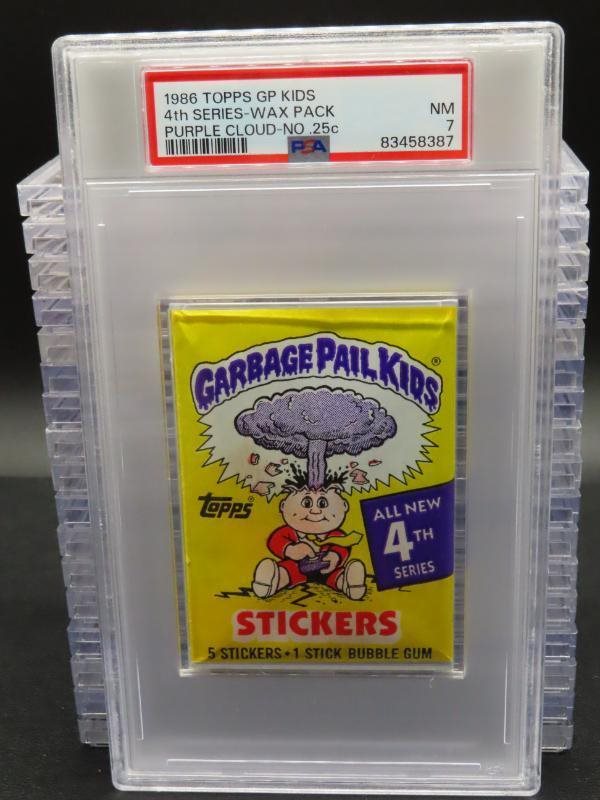 1986 TOPPS GP KIDS
4th SERIES-WAX PACK NM
PURPLE CLOUD-NO .25c 7
PSA 83458387
GARBAGE PAIL KIDS®
Topps®
ALL NEW
4TH
SERIES
STICKERS
5 STICKERS • 1 STICK BUBBLE GUM